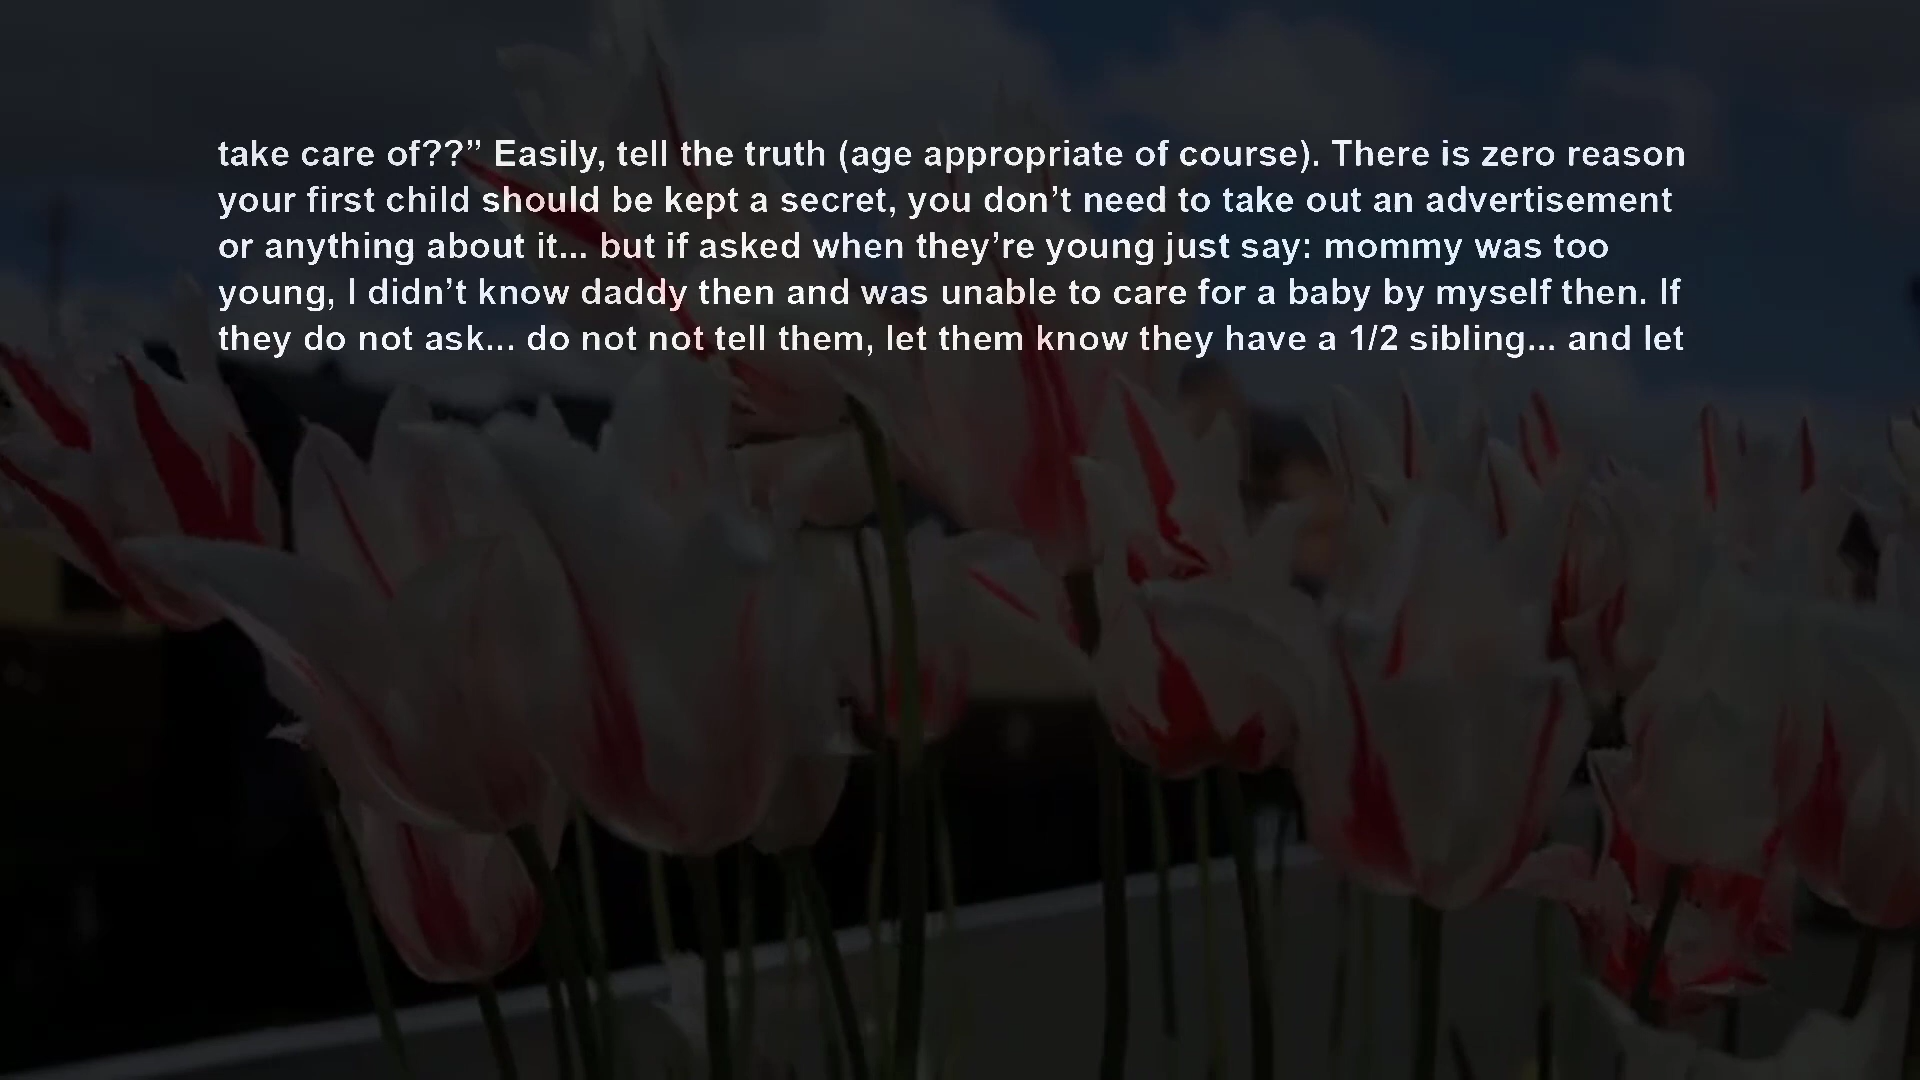 take care of??” Easily, tell the truth (age appropriate of course). There is zero reason
your first child should be kept a secret, you don’t need to take out an advertisement
or anything about it... but if asked when they’re young just say: mommy was too
young, I didn’t know daddy then and was unable to care for a baby by myself then. If
they do not ask... do not not tell them, let them know they have a 1/2 sibling... and let